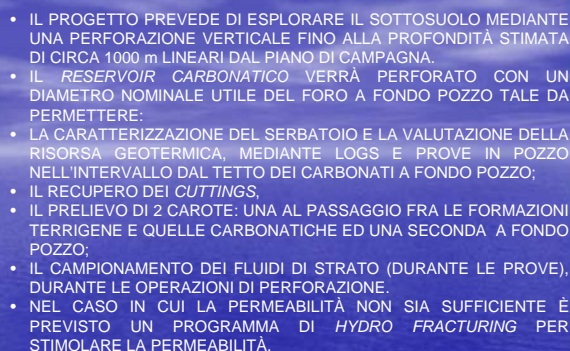 • IL PROGETTO PREVEDE DI ESPLORARE IL SOTTOSUOLO MEDIANTE
UNA PERFORAZIONE VERTICALE FINO ALLA PROFONDITÀ STIMATA
DI CIRCA 1000 m LINEARI DAL PIANO DI CAMPAGNA.
• IL RESERVOIR CARBONATICO VERRÀ PERFORATO CON UN
DIAMETRO NOMINALE UTILE DEL FORO A FONDO POZZO TALE DA
PERMETTERE:
• LA CARATTERIZZAZIONE DEL SERBATOIO E LA VALUTAZIONE DELLA
RISORSA GEOTERMICA, MEDIANTE LOGS E PROVE IN POZZO
NELL'INTERVALLO DAL TETTO DEI CARBONATI A FONDO POZZO;
• IL RECUPERO DEI CUTTINGS,
• IL PRELIEVO DI 2 CAROTE: UNA AL PASSAGGIO FRA LE FORMAZIONI
TERRIGENE E QUELLE CARBONATICHE ED UNA SECONDA A FONDO
POZZO;
• IL CAMPIONAMENTO DEI FLUIDI DI STRATO (DURANTE LE PROVE),
DURANTE LE OPERAZIONI DI PERFORAZIONE.
• NEL CASO IN CUI LA PERMEABILITÀ NON SIA SUFFICIENTE È
PREVISTO UN PROGRAMMA DI HYDRO FRACTURING PER
STIMOLARE LA PERMEABILITÀ.